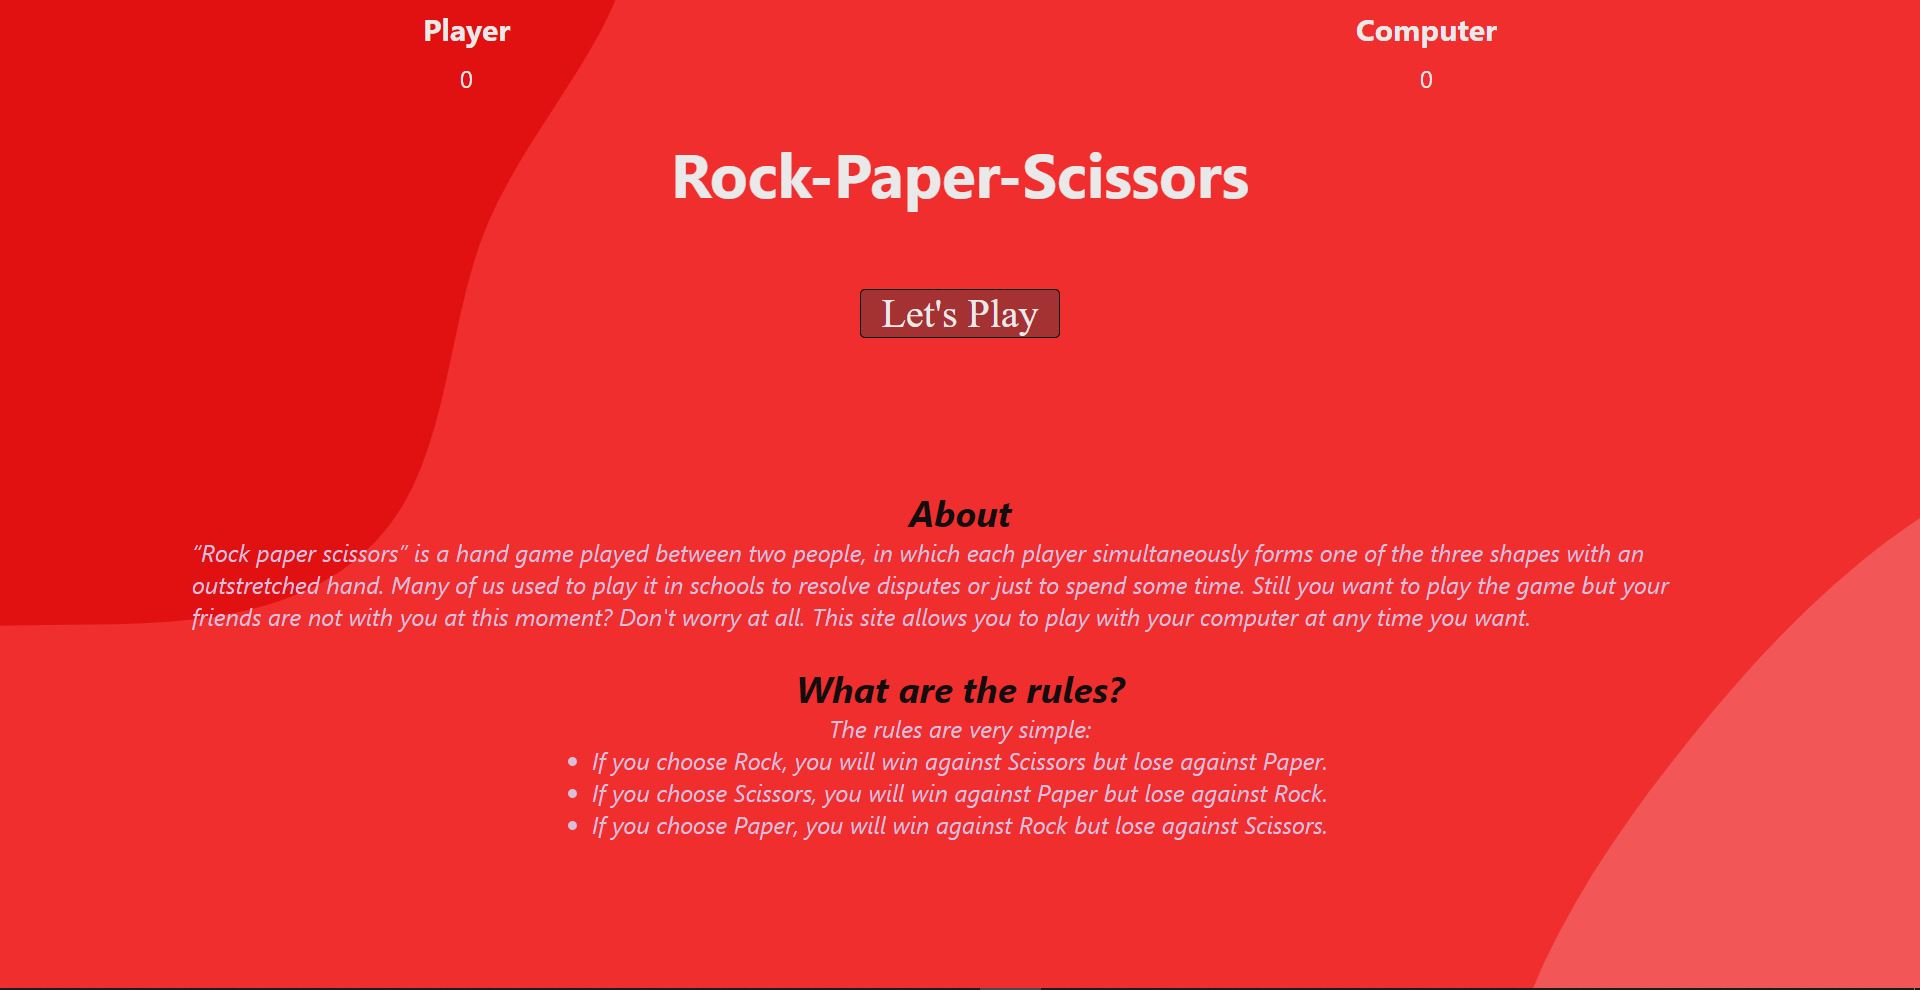 Player Computer
0 0
Rock-Paper-Scissors
Let's Play
About
“Rock paper scissors” is a hand game played between two people, in which each player simultaneously forms one of the three shapes with an
outstretched hand. Many of us used to play it in schools to resolve disputes or just to spend some time. Still you want to play the game but your
friends are not with you at this moment? Don't worry at all. This site allows you to play with your computer at any time you want.
What are the rules?
The rules are very simple:
• If you choose Rock, you will win against Scissors but lose against Paper.
• If you choose Scissors, you will win against Paper but lose against Rock.
• If you choose Paper, you will win against Rock but lose against Scissors.